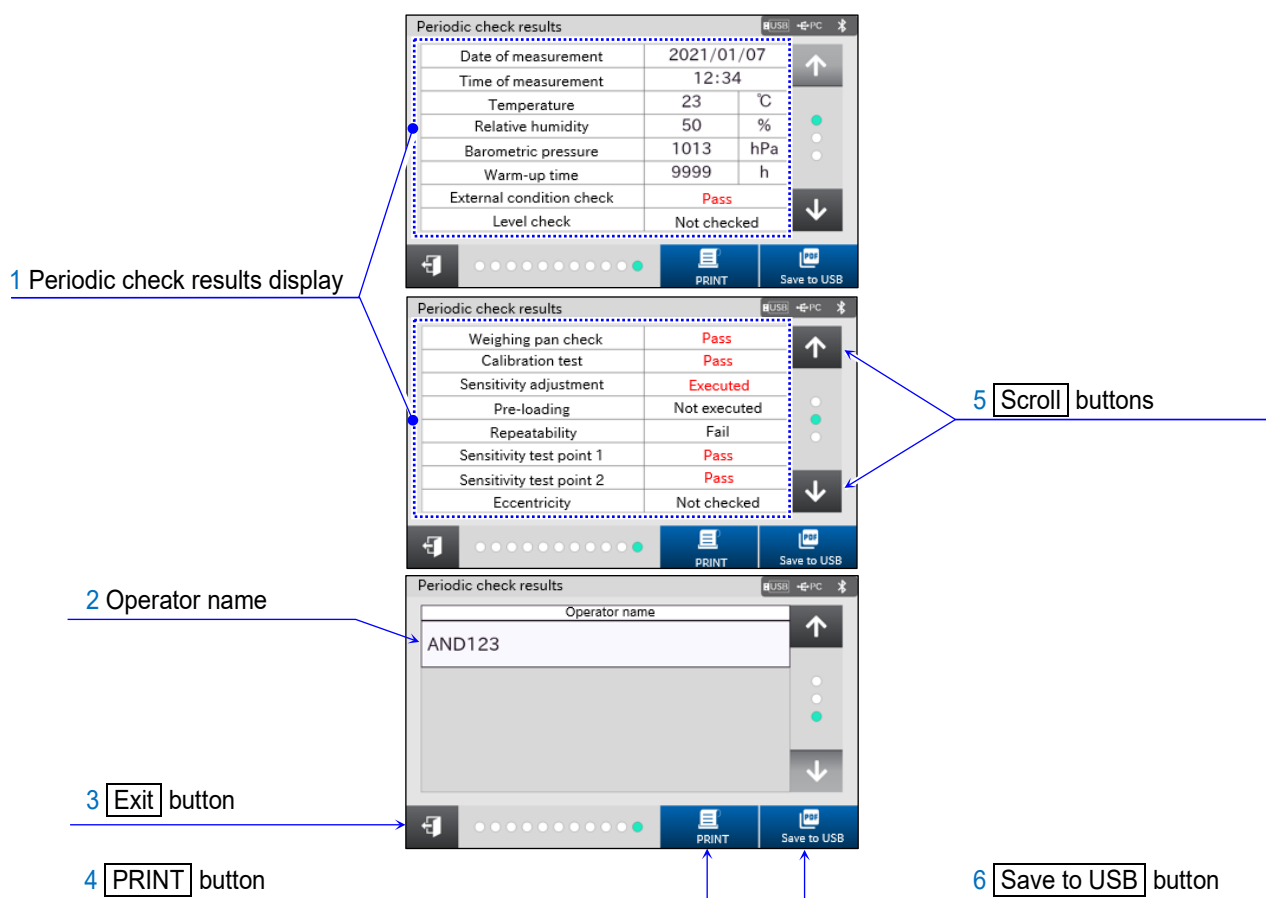 Periodic check results
USB PC
Date of measurement 2021/01/07
Time of measurement 12:34
Temperature 23 ℃
Relative humidity 50 %
Barometric pressure 1013 hPa
Warm-up time 9999 h
External condition check Pass
Level check Not checked
PRINT
PDF
Save to USB
1 Periodic check results display
Periodic check results
USB PC
Weighing pan check Pass
Calibration test Pass
Sensitivity adjustment Executed
Pre-loading Not executed
Repeatability Fail
Sensitivity test point 1 Pass
Sensitivity test point 2 Pass
Eccentricity Not checked
PRINT
PDF
Save to USB
5 Scroll buttons
Periodic check results
USB PC
2 Operator name
Operator name
AND123
3 Exit button
PRINT
PDF
Save to USB
4 PRINT button
6 Save to USB button